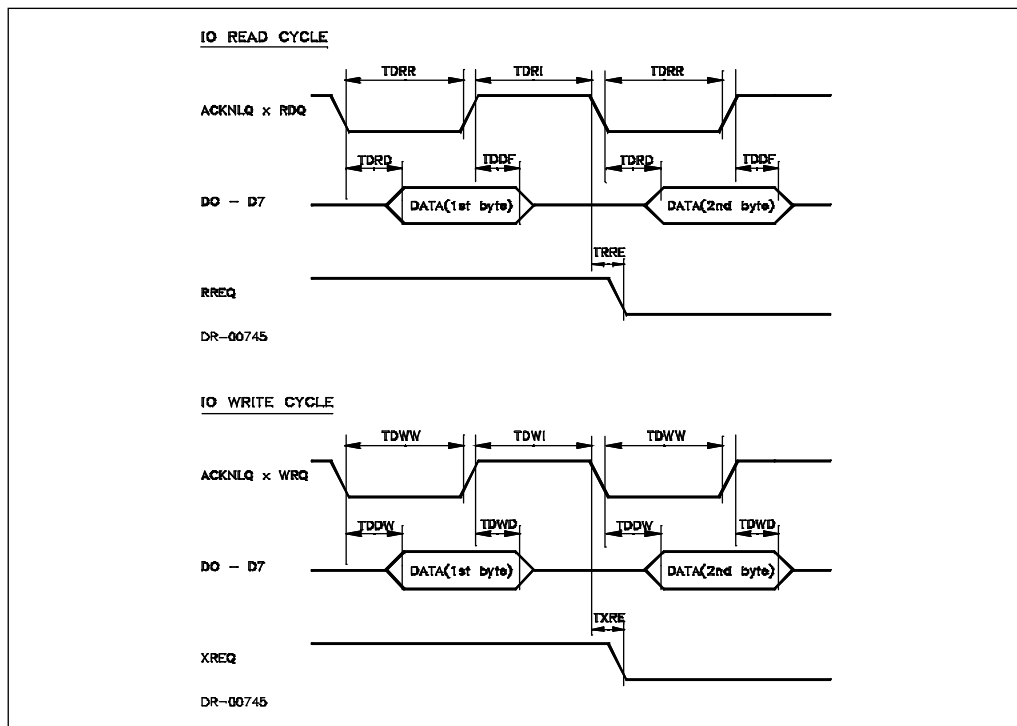 IO READ CYCLE
TDRR TDRI TDRR
ACKNLQ x RDQ
TDRD TDDF TDRD TDDF
D0 - D7 DATA(1st byte) DATA(2nd byte)
TRRE
RREQ
DR-00745
IO WRITE CYCLE
TDWW TDWI TDWW
ACKNLQ x WRQ
TDDW TDWD TDDW TDWD
D0 - D7 DATA(1st byte) DATA(2nd byte)
TXRE
XREQ
DR-00745